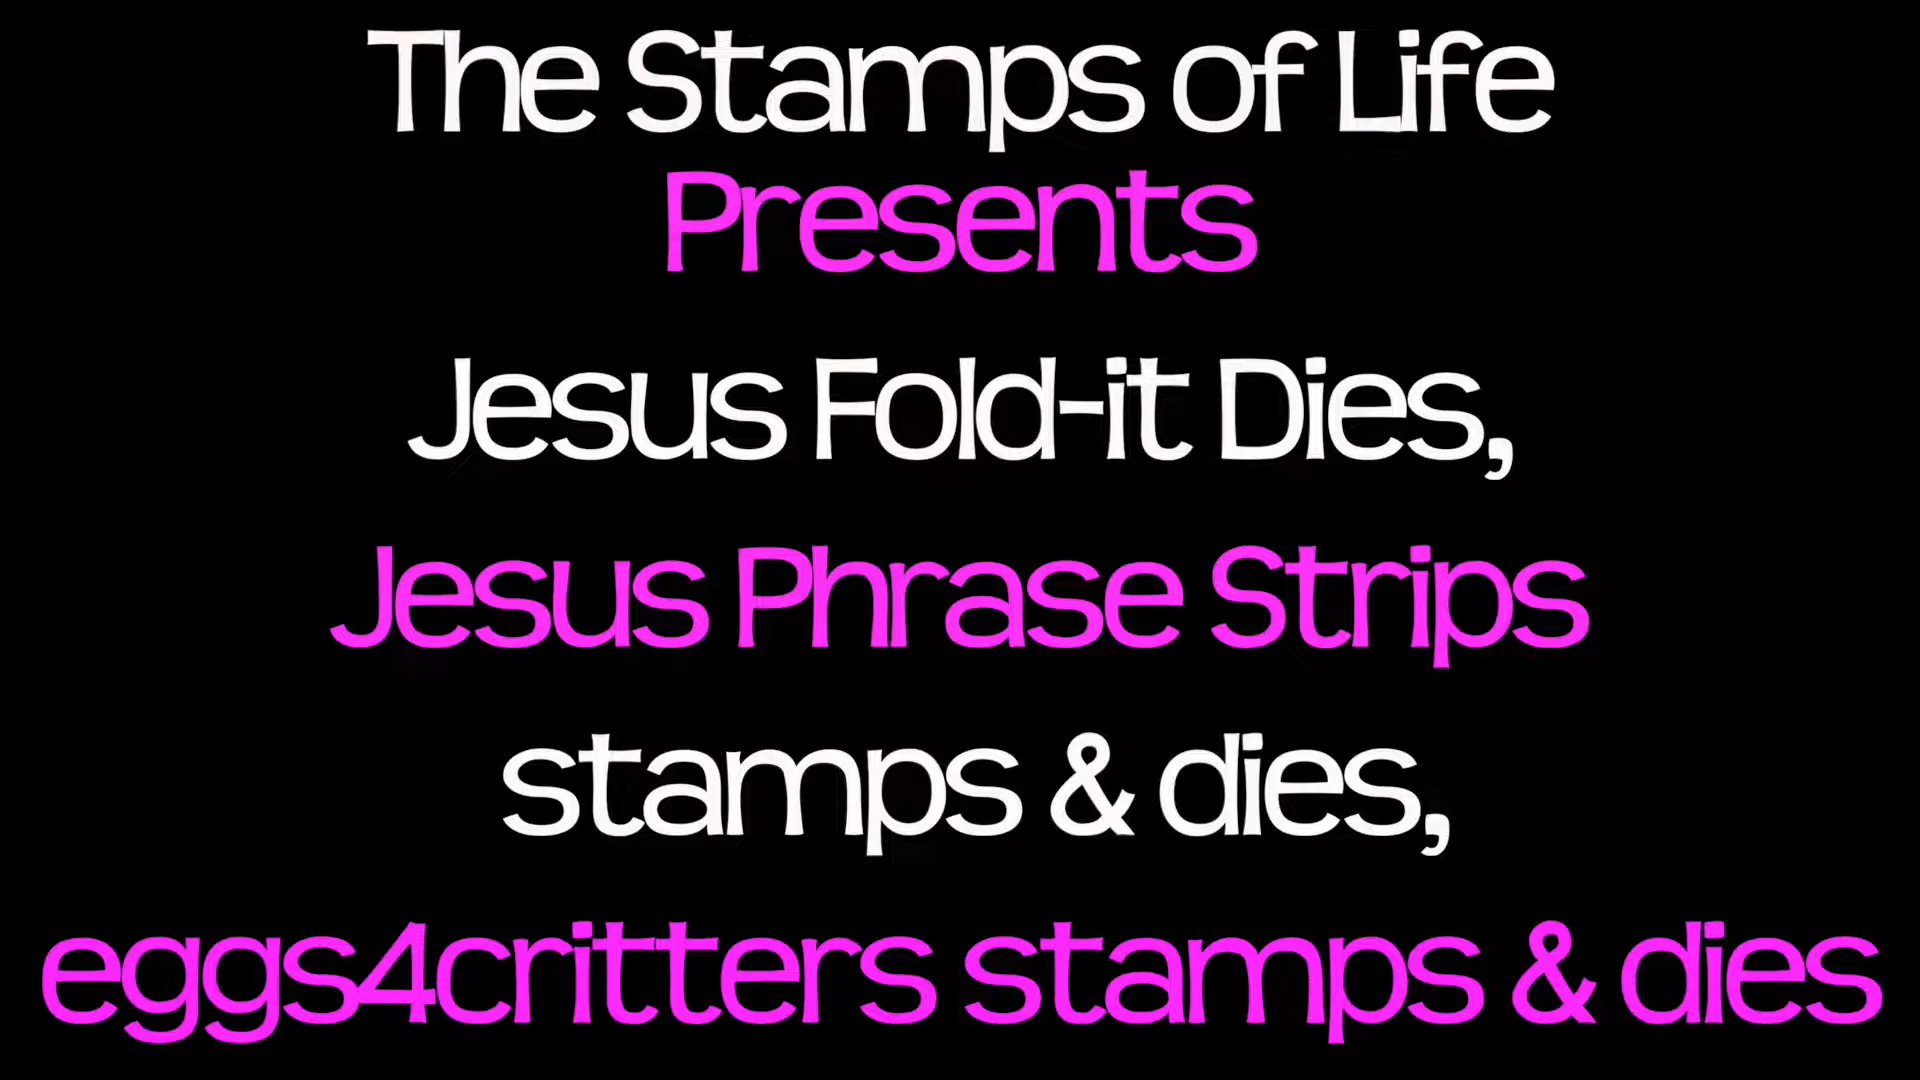 The Stamps of Life
Presents
Jesus Fold-it Dies,
Jesus Phrase Strips
stamps & dies,
eggs4critters stamps & dies